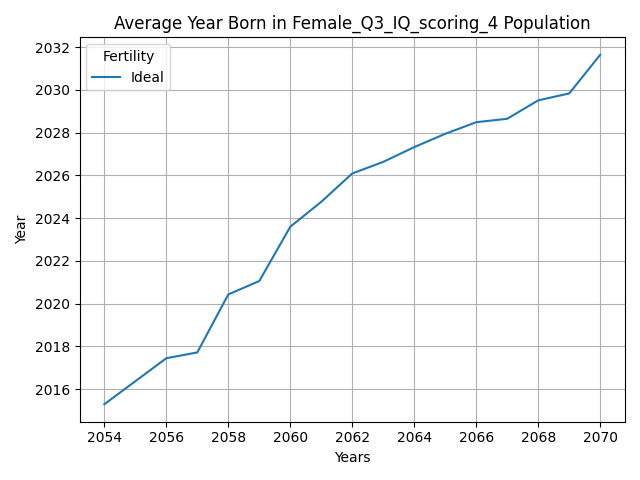 Average Year Born in Female_Q3_IQ_scoring_4 Population
Fertility
Ideal
2032
2030
2028
2026
2024
2022
2020
2018
2016
Year
2054 2056 2058 2060 2062 2064 2066 2068 2070
Years